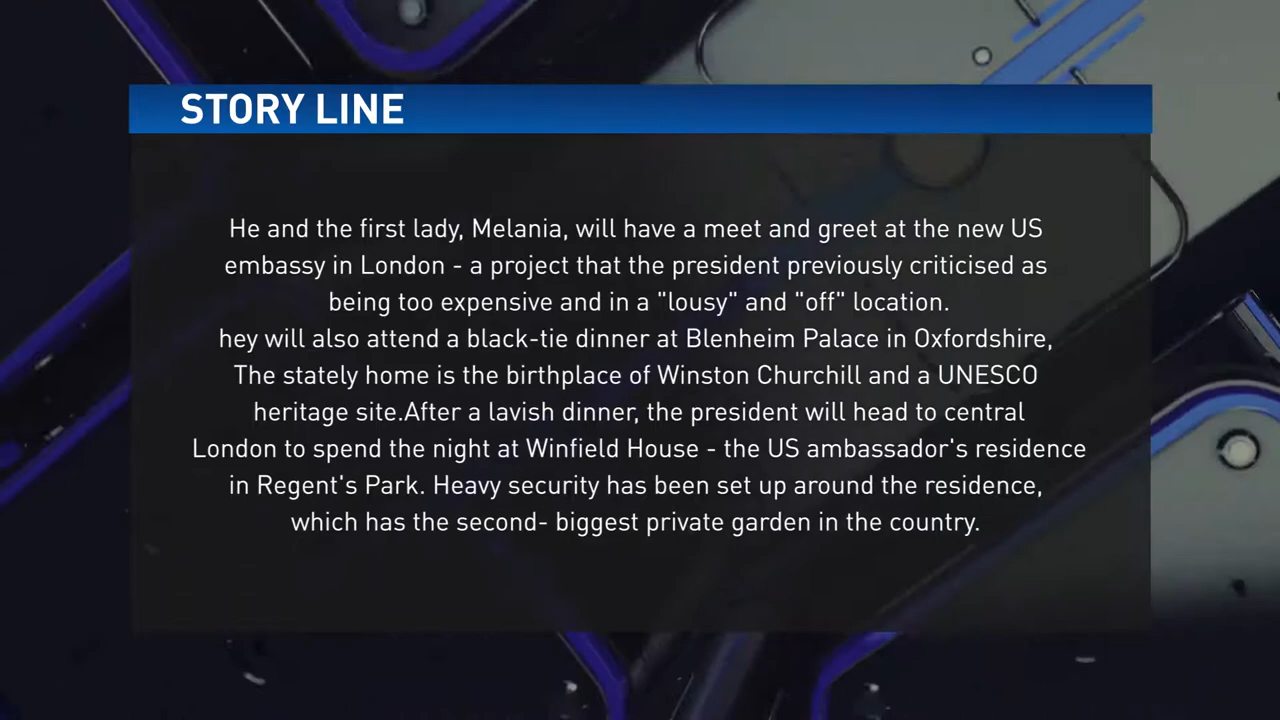 STORY LINE
He and the first lady, Melania, will have a meet and greet at the new US
embassy in London - a project that the president previously criticised as
being too expensive and in a "lousy" and "off" location.
hey will also attend a black-tie dinner at Blenheim Palace in Oxfordshire,
The stately home is the birthplace of Winston Churchill and a UNESCO
heritage site.After a lavish dinner, the president will head to central
London to spend the night at Winfield House - the US ambassador's residence
in Regent's Park. Heavy security has been set up around the residence,
which has the second- biggest private garden in the country.